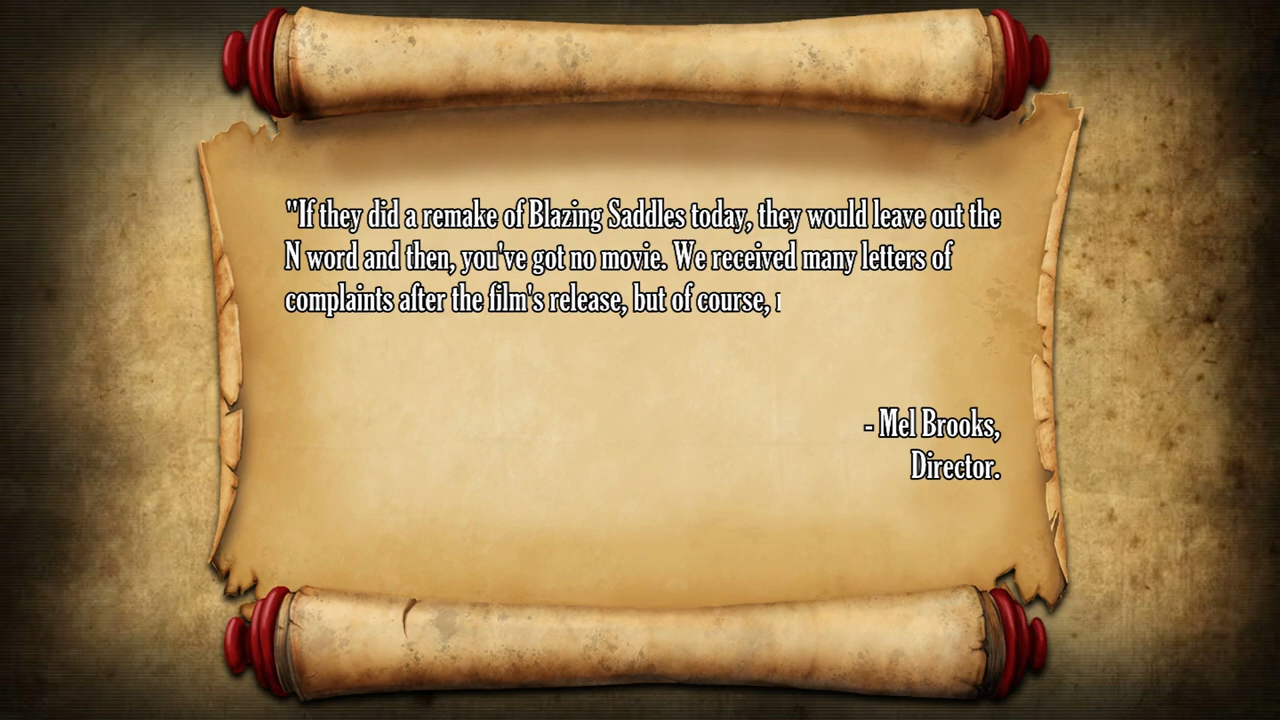 "If they did a remake of Blazing Saddles today, they would leave out the
N word and then, you've got no movie. We received many letters of
complaints after the film's release, but of course,
- Mel Brooks,
Director.